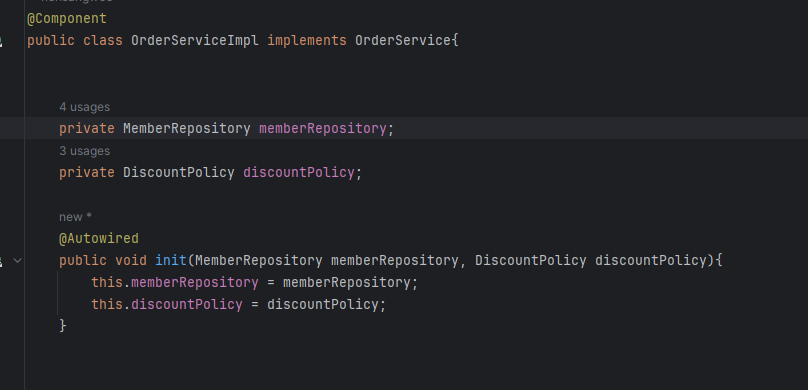 @Component
public class OrderServiceImpl implements OrderService{
4 usages
private MemberRepository memberRepository;
3 usages
private DiscountPolicy discountPolicy;
new *
@Autowired
public void init(MemberRepository memberRepository, DiscountPolicy discountPolicy){
this.memberRepository = memberRepository;
this.discountPolicy = discountPolicy;
}